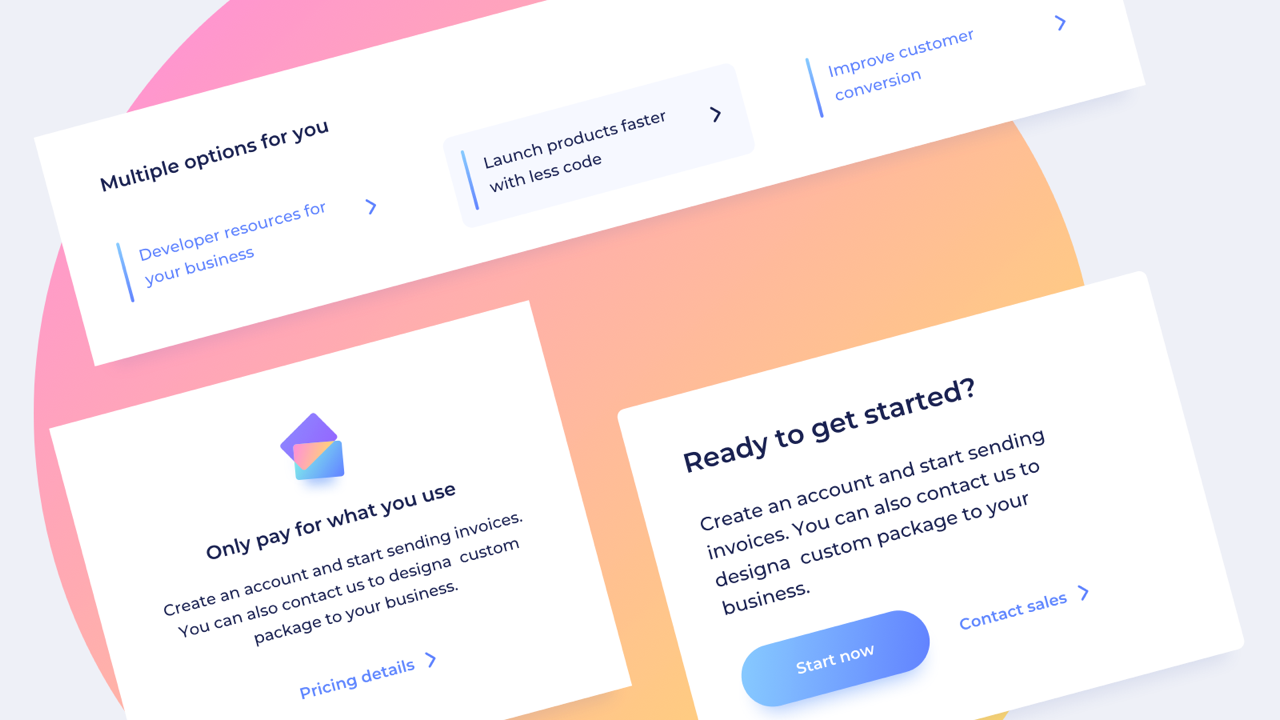 Multiple options for you
Developer resources for
your business
Launch products faster
with less code
Improve customer
conversion
Only pay for what you use
Create an account and start sending invoices.
You can also contact us to designa  custom
package to your business.
Pricing details
Ready to get started?
Create an account and start sending
invoices. You can also contact us to
designa  custom package to your
business.
Start now
Contact sales